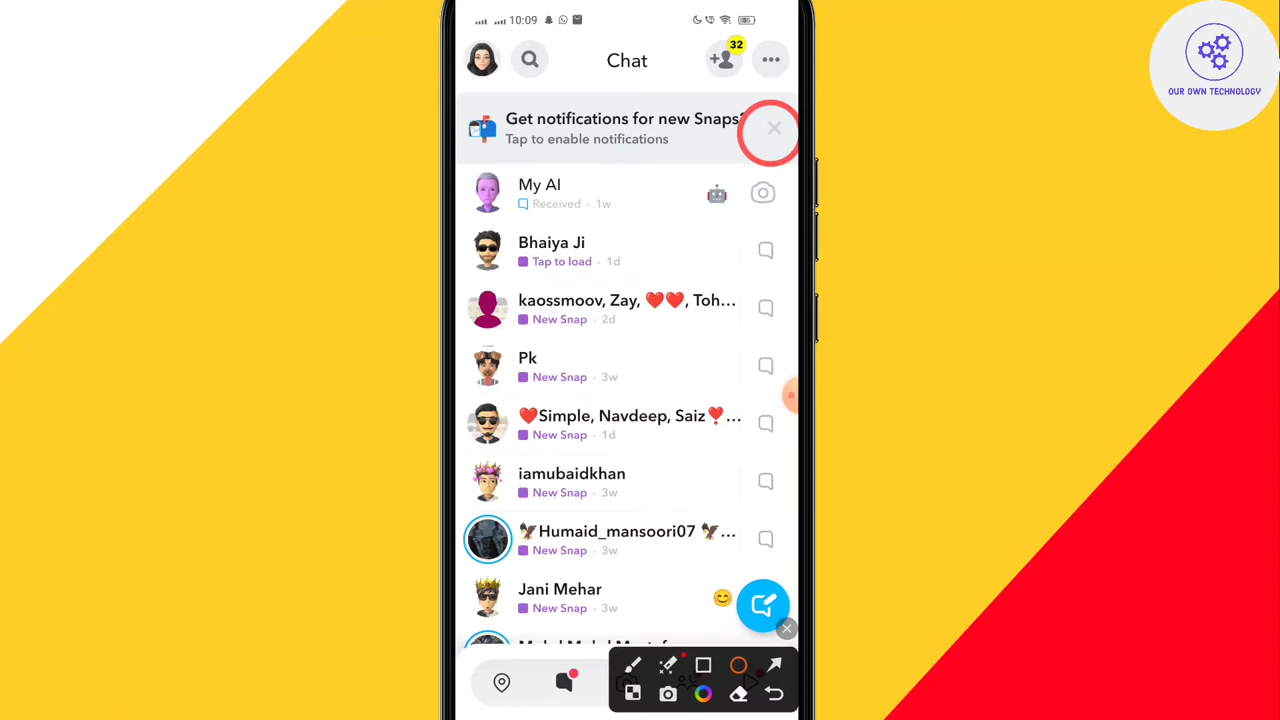 10:09
Chat
32
OUR OWN TECHNOLOGY
Get notifications for new Snaps?
Tap to enable notifications
My AI
Received · 1w
Bhaiya Ji
Tap to load · 1d
kaossmoov, Zay, ❤️❤️, Toh...
New Snap · 2d
Pk
New Snap · 3w
❤️Simple, Navdeep, Saiz❣️...
New Snap · 1d
iamubaidkhan
New Snap · 3w
🦅Humaid_mansoori07 🦅...
New Snap · 3w
Jani Mehar
New Snap · 3w